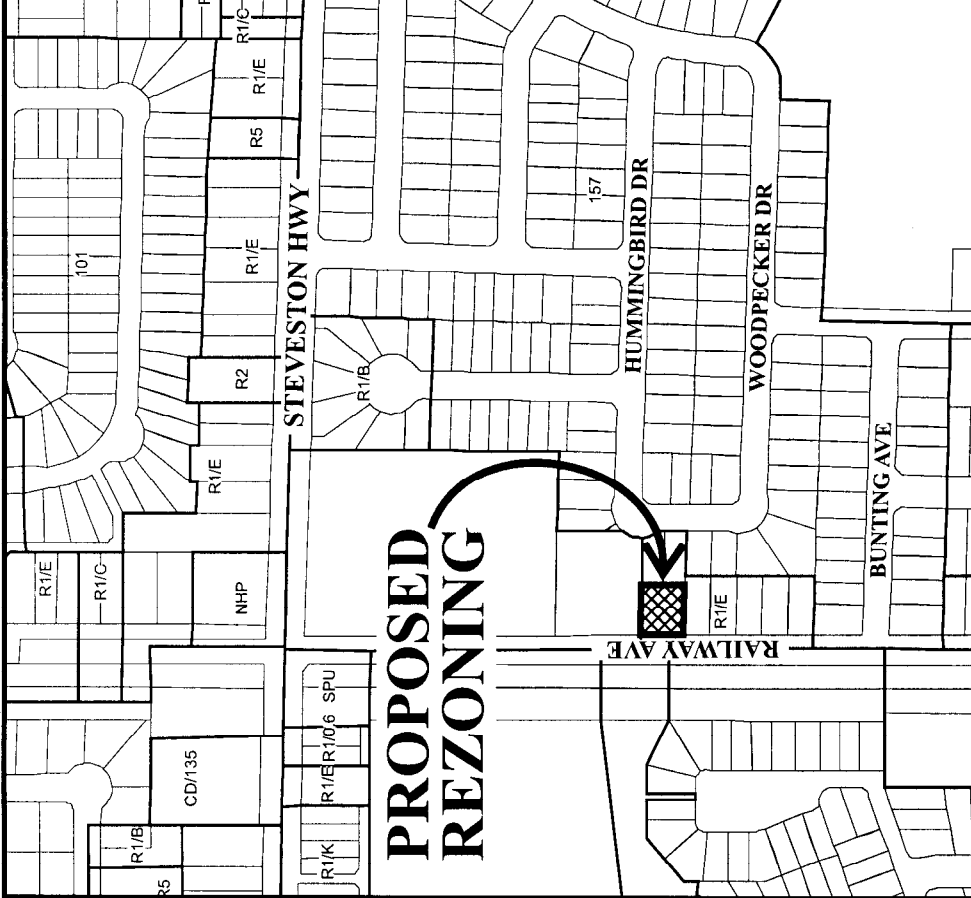 R1/E
101
R1/C
R1/B
R5
CD/135
R1/E
NHP
R2
R1/E
R5
R1/E
R1/C
STEVESTON HWY
R1/K
R1/E
R1/0.6
SPU
R1/B
PROPOSED
REZONING
157
HUMMINGBIRD DR
RAILWAY AVE
R1/E
WOODPECKER DR
BUNTING AVE